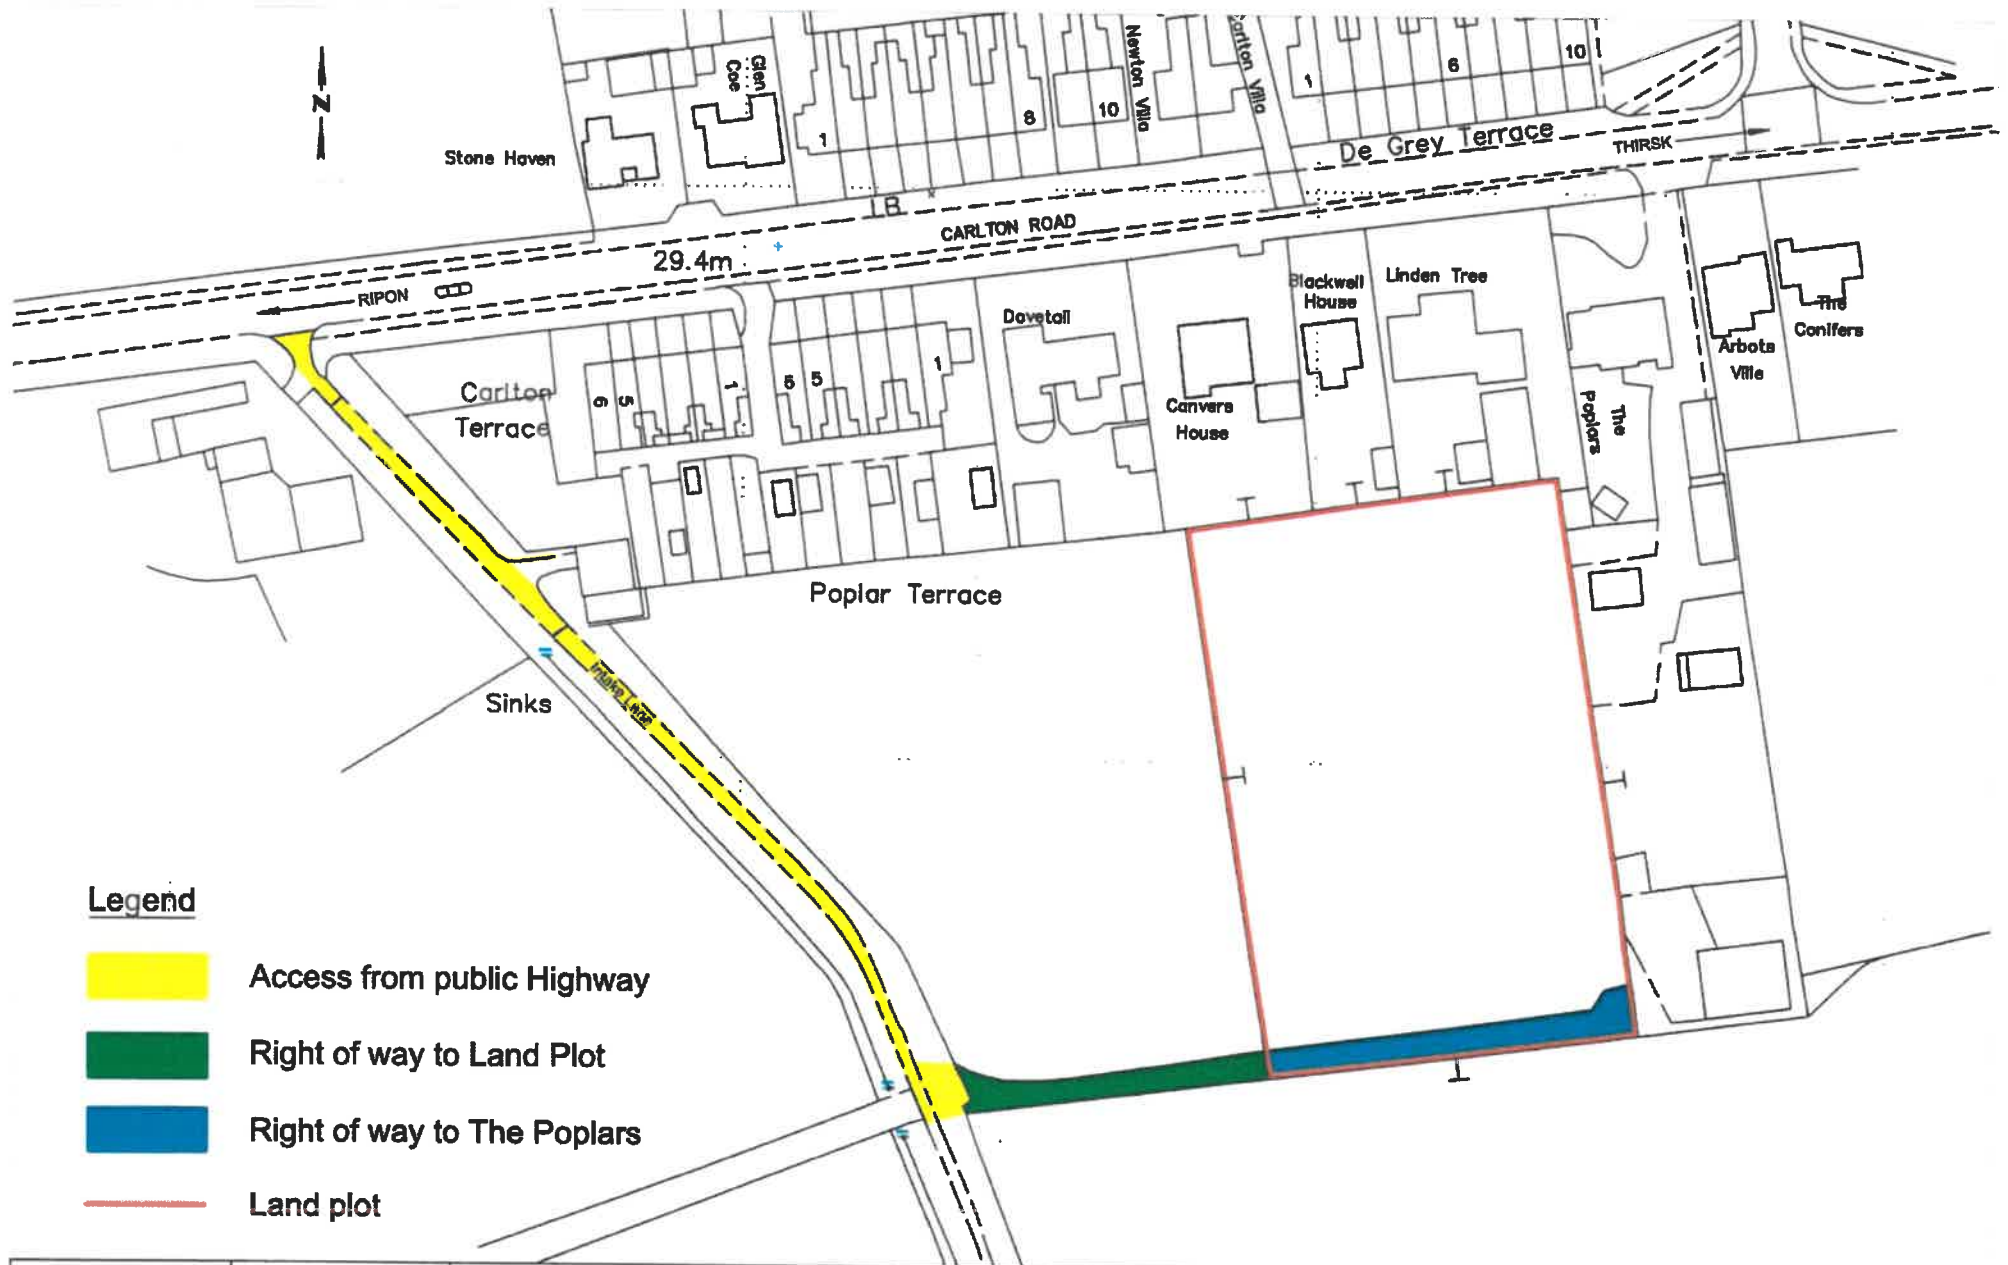 N
Stone Haven
Glen
Coe
1
8
10
Newton Villa
Carlton Villa
1
6
10
De Grey Terrace
THIRSK
LB
CARLTON ROAD
29.4m
RIPON
Carlton
Terrace
6
5
1
6
5
1
Dovetail
Canvers
House
Blackwell
House
Linden Tree
The
Poplars
Arbots
Ville
The
Conifers
Poplar Terrace
Intake Lane
Sinks
Legend
Access from public Highway
Right of way to Land Plot
Right of way to The Poplars
Land plot